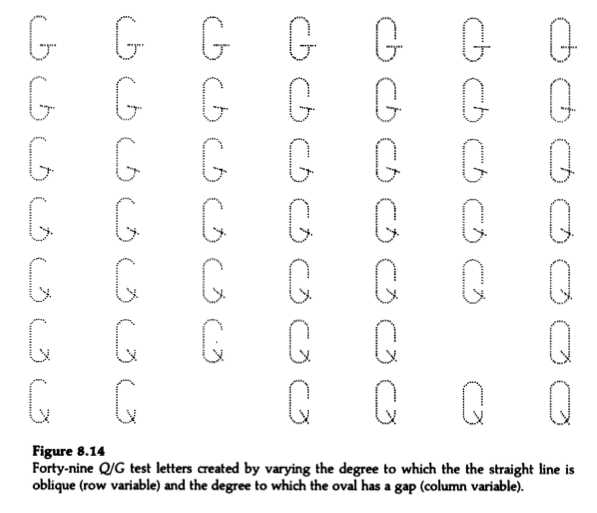 G G G G G G Q
G G G G G G Q
G G G G G Q Q
G G G G Q Q Q
G G G Q Q Q Q
G G G Q Q Q
G G Q Q Q Q
Figure 8.14
Forty-nine Q/G test letters created by varying the degree to which the the straight line is
oblique (row variable) and the degree to which the oval has a gap (column variable).